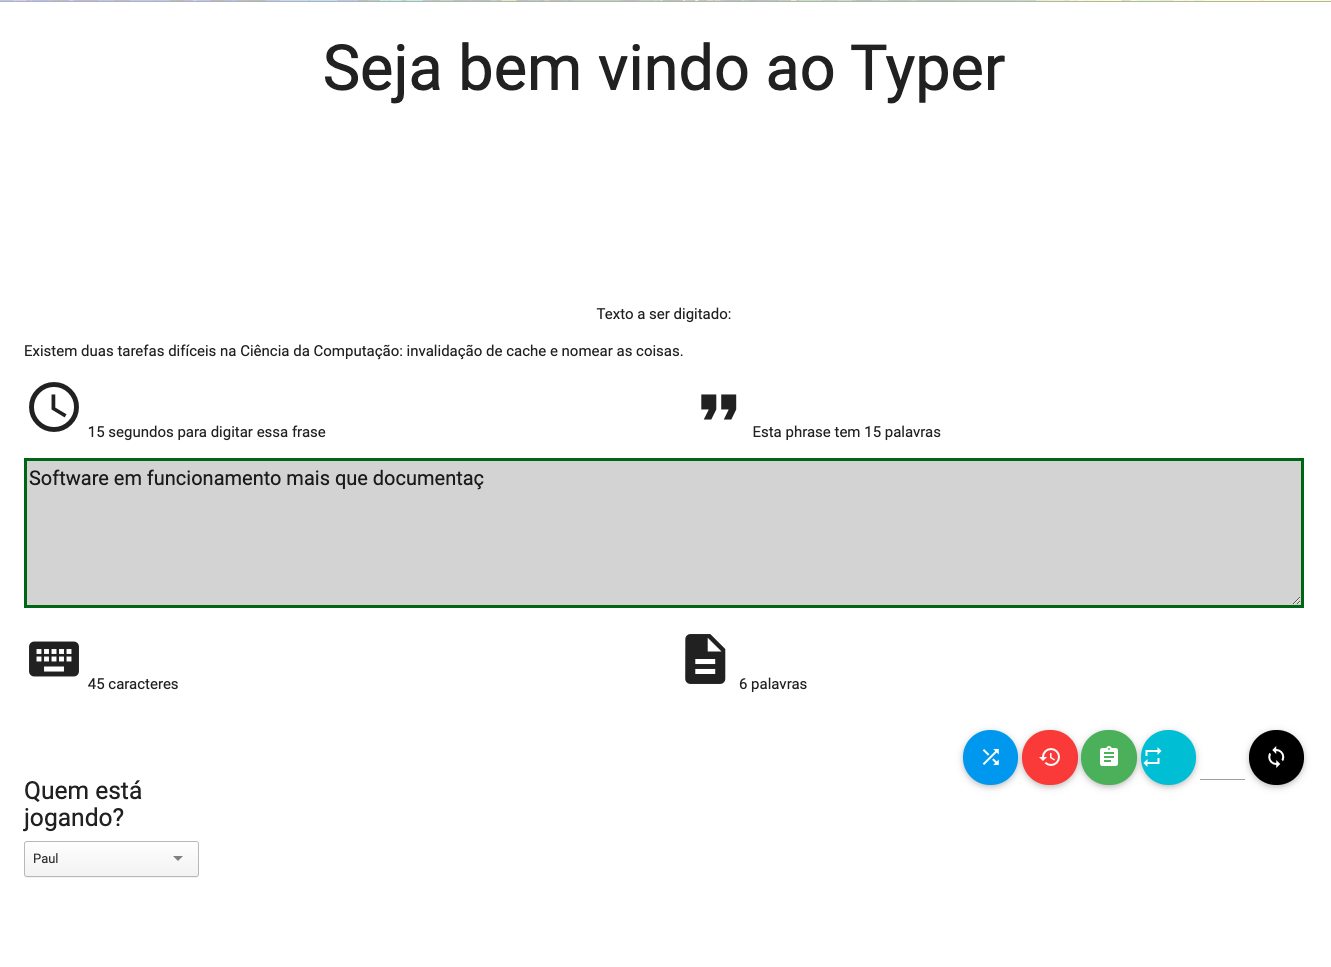 Seja bem vindo ao Typer
Texto a ser digitado:
Existem duas tarefas difíceis na Ciência da Computação: invalidação de cache e nomear as coisas.
15 segundos para digitar essa frase
Esta phrase tem 15 palavras
Software em funcionamento mais que documentaç
45 caracteres
6 palavras
Quem está
jogando?
Paul